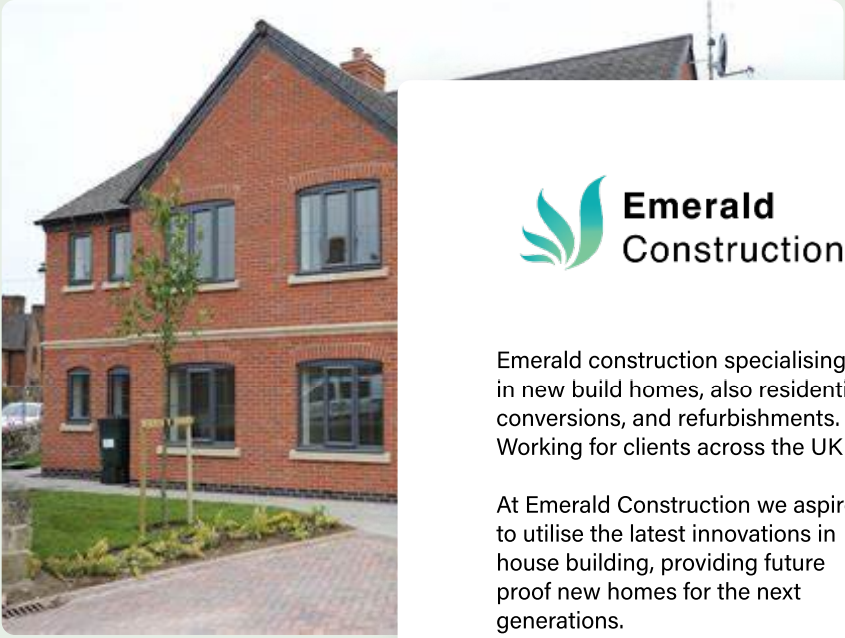 Emerald
Construction
Emerald construction specialising
in new build homes, also
conversions, and refurbishments.
Working for clients across the UK
At Emerald Construction we
to utilise the latest innovations in
house building, providing future
proof new homes for the next
generations.